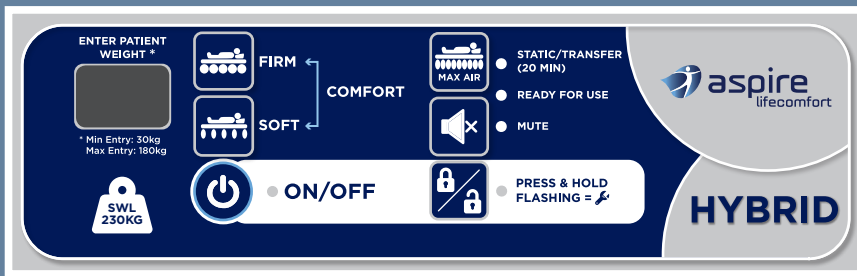 ENTER PATIENT
WEIGHT *
* Min Entry: 30kg
Max Entry: 180kg
SWL
230KG
FIRM
SOFT
COMFORT
ON/OFF
MAX AIR
STATIC/TRANSFER
(20 MIN)
READY FOR USE
MUTE
PRESS & HOLD
FLASHING =
aspire
lifecomfort
HYBRID